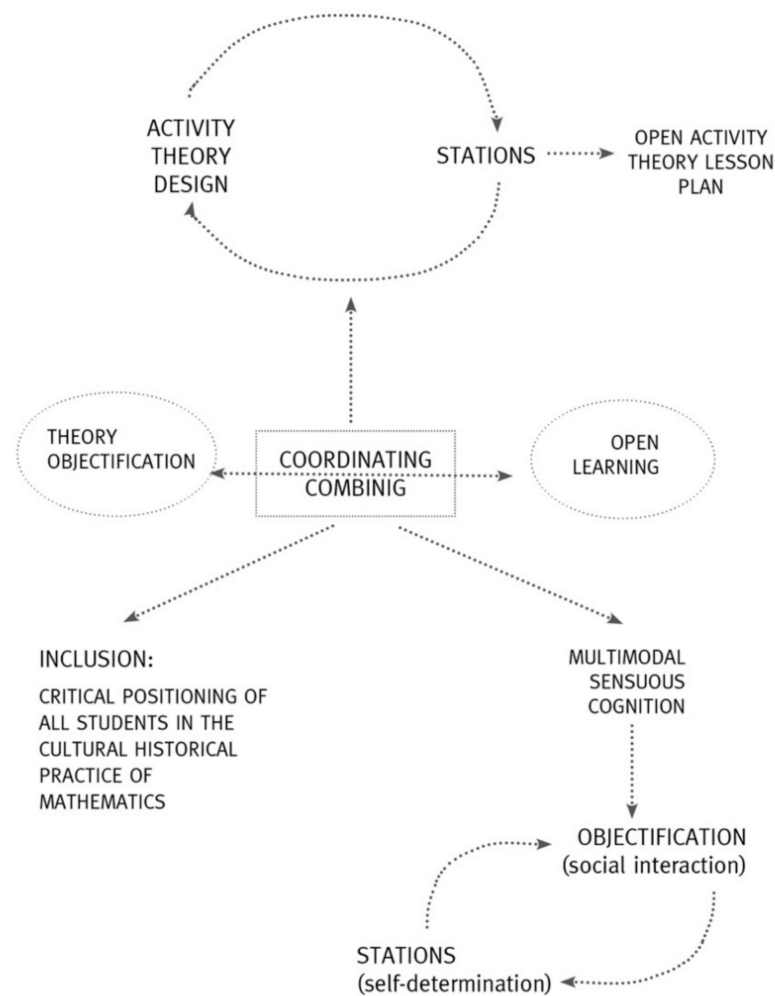 ACTIVITY
THEORY
DESIGN
STATIONS
OPEN ACTIVITY
THEORY LESSON
PLAN
THEORY
OBJECTIFICATION
COORDINATING
COMBINIG
OPEN
LEARNING
INCLUSION:
CRITICAL POSITIONING OF
ALL STUDENTS IN THE
CULTURAL HISTORICAL
PRACTICE OF
MATHEMATICS
MULTIMODAL
SENSUOUS
COGNITION
OBJECTIFICATION
(social interaction)
STATIONS
(self-determination)